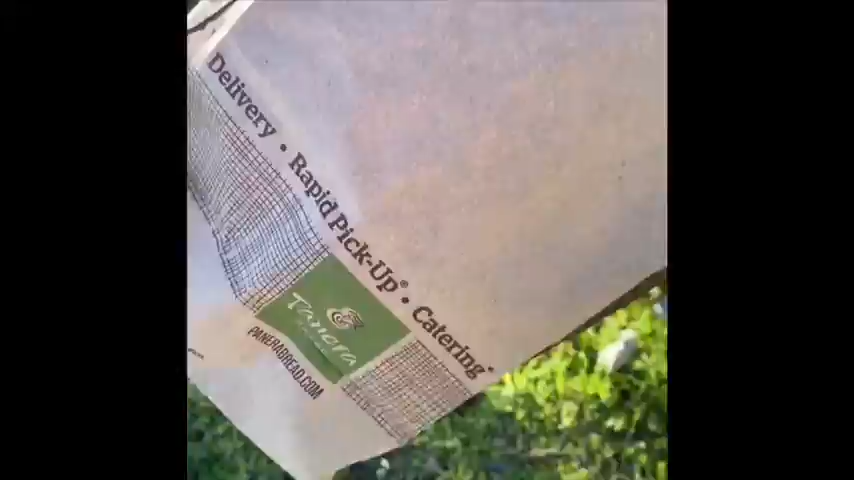 Delivery • Rapid Pick-Up® • Catering
Panera
PANERABREAD.COM